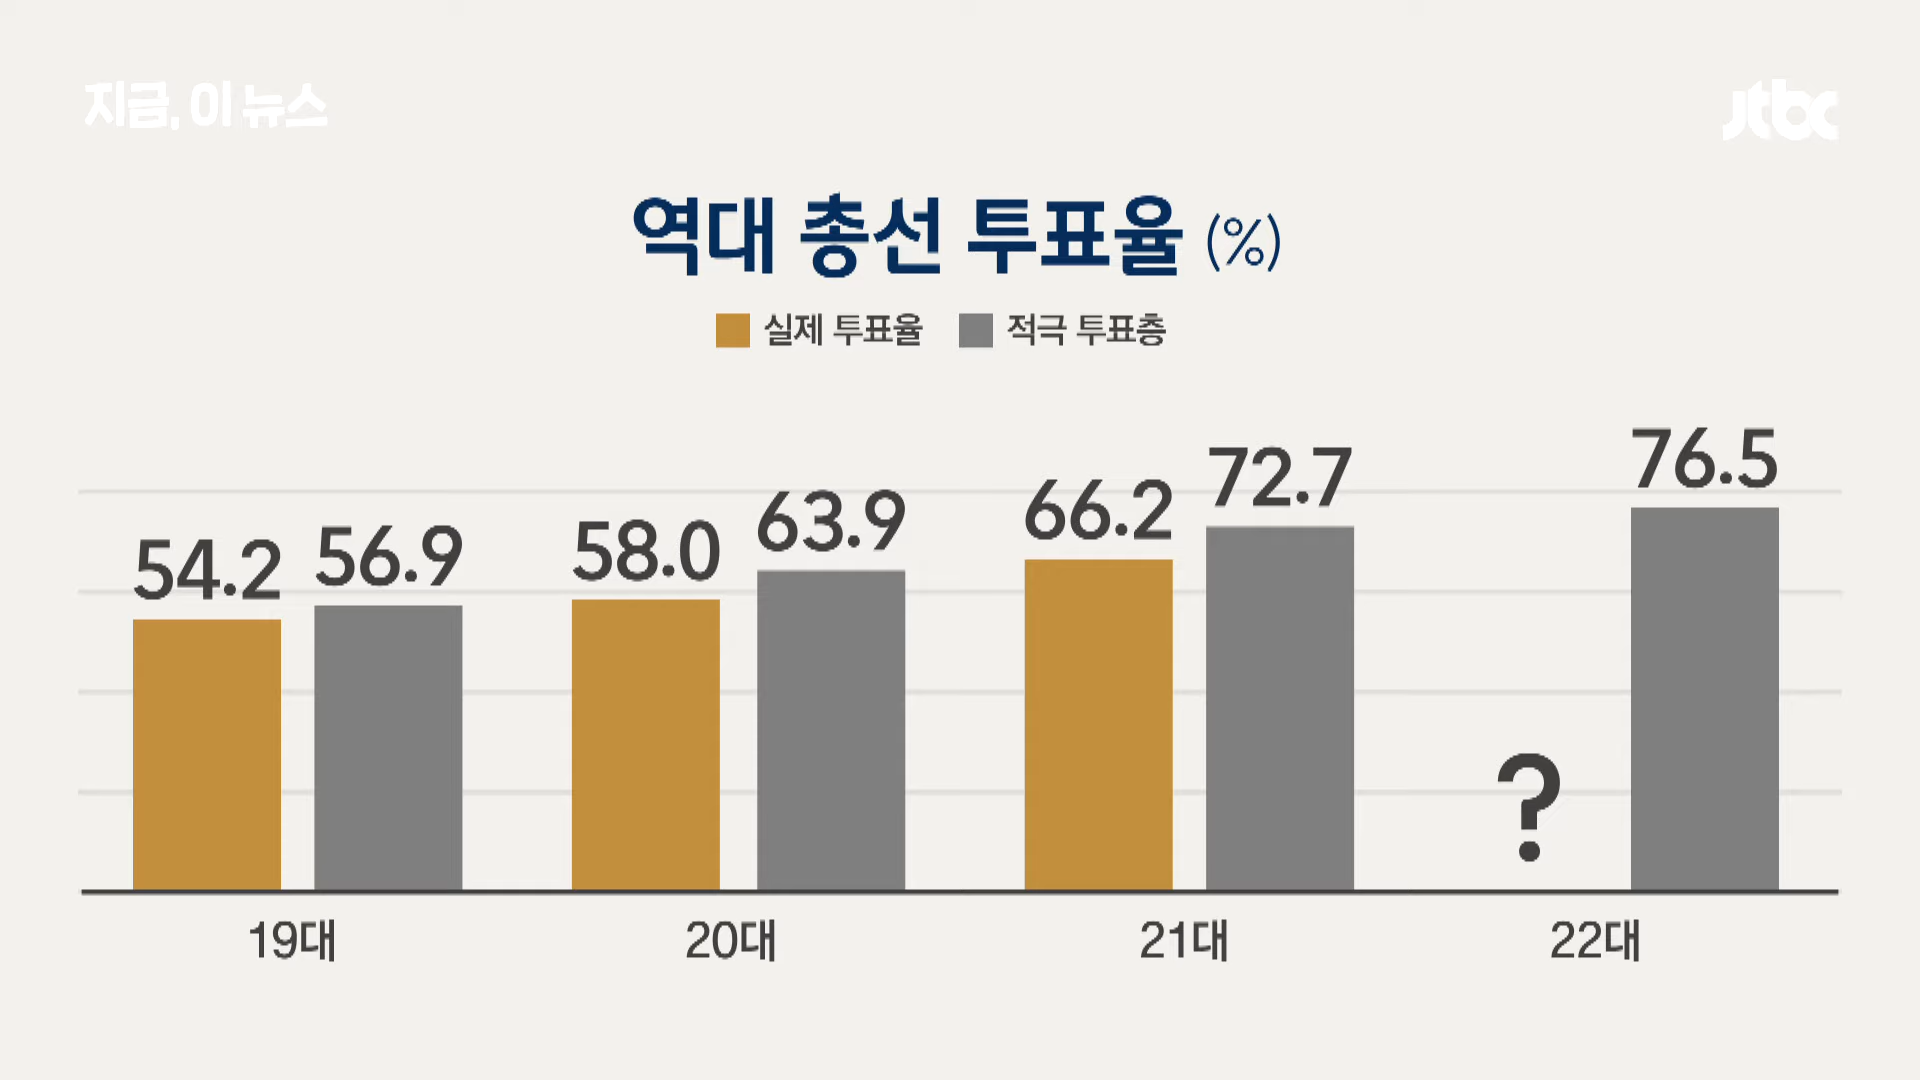 지금, 이 뉴스
jtbc
역대 총선 투표율 (%)
실제 투표율 적극 투표층
54.2 56.9 58.0 63.9 66.2 72.7 ? 76.5
19대 20대 21대 22대